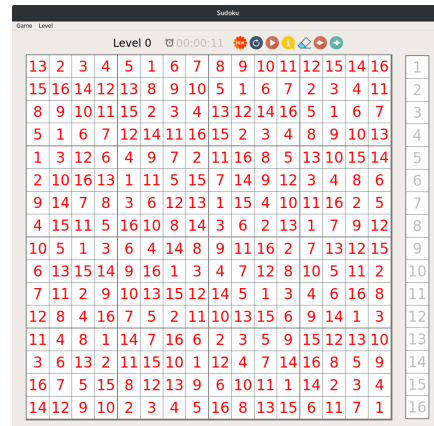 Sudoku
Game Level
Level 0 00:00:11
13 2 3 4 5 1 6 7 8 9 10 11 12 15 14 16 1
15 16 14 12 13 8 9 10 5 1 6 7 2 3 4 11 2
8 9 10 11 15 2 3 4 13 12 14 16 5 1 6 7 3
5 1 6 7 12 14 11 16 15 2 3 4 8 9 10 13 4
1 3 12 6 4 9 7 2 11 16 8 5 13 10 15 14 5
2 10 16 13 1 11 5 15 7 14 9 12 3 4 8 6 6
9 14 7 8 3 6 12 13 1 15 4 10 11 16 2 5 7
4 15 11 5 16 10 8 14 3 6 2 13 1 7 9 12 8
10 5 1 3 6 4 14 8 9 11 16 2 7 13 12 15 9
6 13 15 14 9 16 1 3 4 7 12 8 10 5 11 2 10
7 11 2 9 10 13 15 12 14 5 1 3 4 6 16 8 11
12 8 4 16 7 5 2 11 10 13 15 6 9 14 1 3 12
11 4 8 1 14 7 16 6 2 3 5 9 15 12 13 10 13
3 6 13 2 11 15 10 1 12 4 7 14 16 8 5 9 14
16 7 5 15 8 12 13 9 6 10 11 1 14 2 3 4 15
14 12 9 10 2 3 4 5 16 8 13 15 6 11 7 1 16